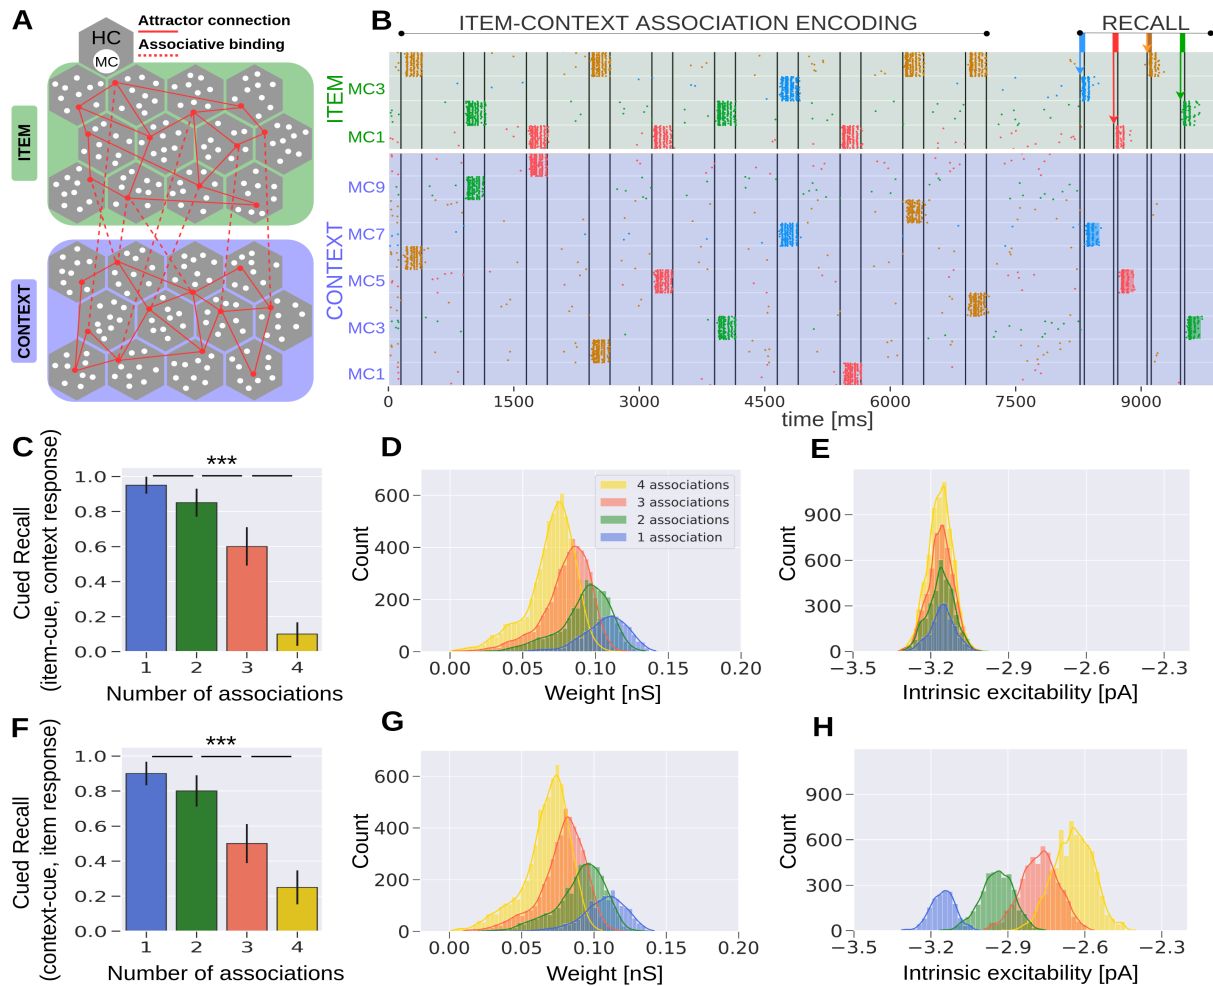 A
HC
MC
Attractor connection
Associative binding
ITEM
CONTEXT
B
ITEM-CONTEXT ASSOCIATION ENCODING
RECALL
ITEM
MC3
MC1
CONTEXT
MC9
MC7
MC5
MC3
MC1
0
1500
3000
4500
6000
7500
9000
time [ms]
C
Cued Recall
(item-cue, context response)
***
1.0
0.8
0.6
0.4
0.2
0.0
1
2
3
4
Number of associations
D
Count
600
400
200
0
4 associations
3 associations
2 associations
1 association
0.00
0.05
0.10
0.15
0.20
Weight [nS]
E
Count
900
600
300
0
−3.5
−3.2
−2.9
−2.6
−2.3
Intrinsic excitability [pA]
F
Cued Recall
(context-cue, item response)
***
1.0
0.8
0.6
0.4
0.2
0.0
1
2
3
4
Number of associations
G
Count
600
400
200
0
0.00
0.05
0.10
0.15
0.20
Weight [nS]
H
Count
900
600
300
0
−3.5
−3.2
−2.9
−2.6
−2.3
Intrinsic excitability [pA]